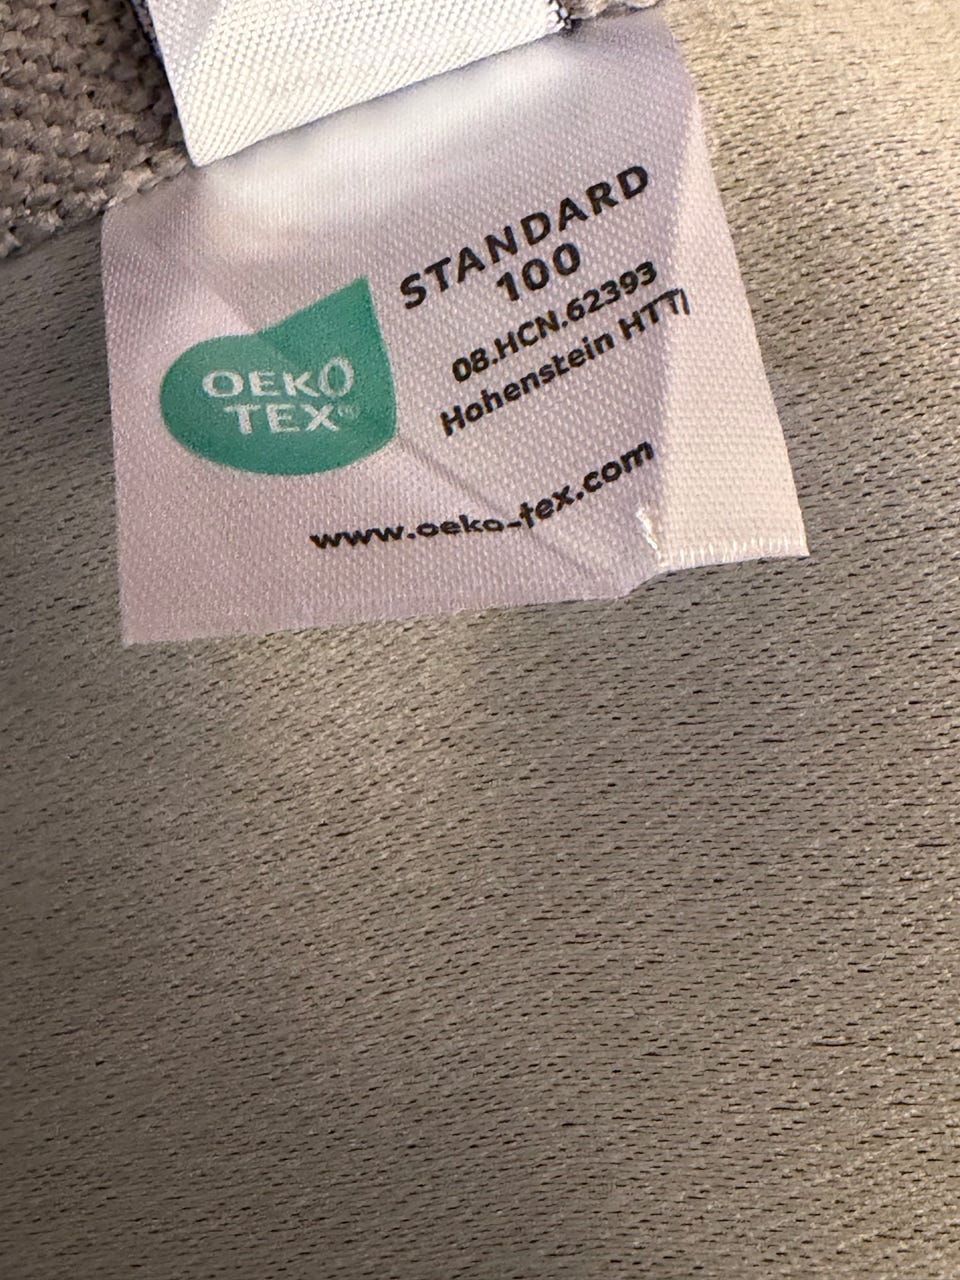 STANDARD
100
08.HCN.62393
Hohenstein HTTI
OEKO
TEX®
www.oeko-tex.com